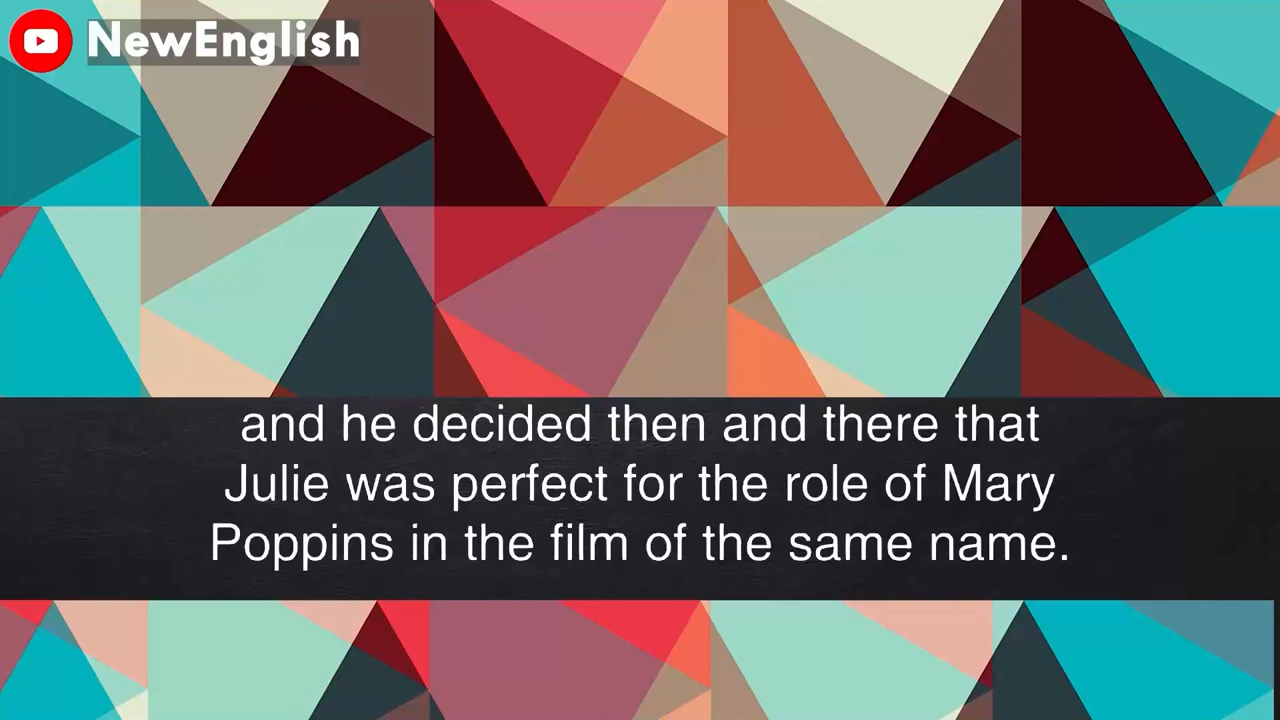 NewEnglish
and he decided then and there that
Julie was perfect for the role of Mary
Poppins in the film of the same name.